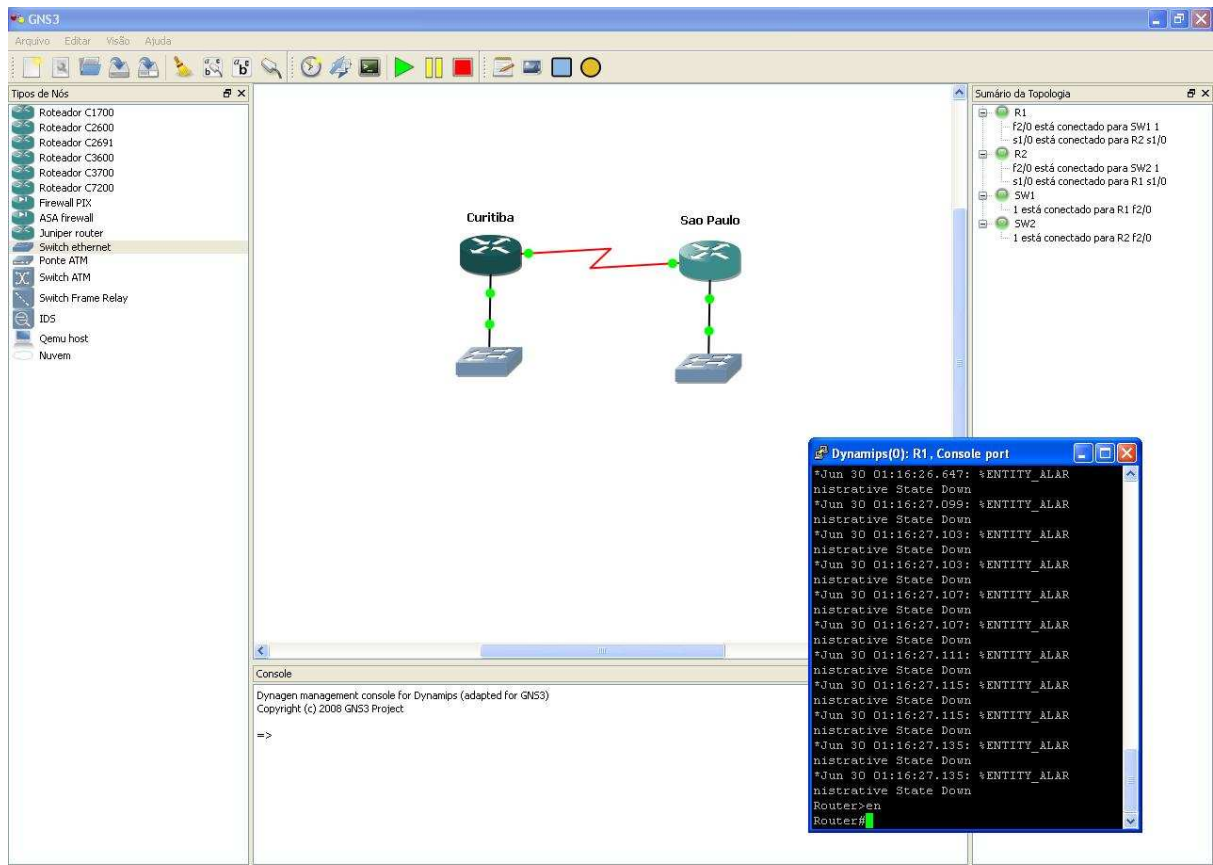 GNS3
Arquivo Editar Visão Ajuda
Tipos de Nós
Roteador C1700
Roteador C2600
Roteador C2691
Roteador C3600
Roteador C3700
Roteador C7200
Firewall PIX
ASA firewall
Juniper router
Switch ethernet
Ponte ATM
Switch ATM
Switch Frame Relay
IDS
Qemu host
Nuvem
Curitiba
Sao Paulo
Sumário da Topologia
R1
f2/0 está conectado para SW1 1
s1/0 está conectado para R2 s1/0
R2
f2/0 está conectado para SW2 1
s1/0 está conectado para R1 s1/0
SW1
1 está conectado para R1 f2/0
SW2
1 está conectado para R2 f2/0
Console
Dynagen management console for Dynamips (adapted for GNS3)
Copyright (c) 2008 GNS3 Project
=>
Dynamips(0): R1, Console port
*Jun 30 01:16:26.647: %ENTITY_ALAR
nistrative State Down
*Jun 30 01:16:27.099: %ENTITY_ALAR
nistrative State Down
*Jun 30 01:16:27.103: %ENTITY_ALAR
nistrative State Down
*Jun 30 01:16:27.103: %ENTITY_ALAR
nistrative State Down
*Jun 30 01:16:27.107: %ENTITY_ALAR
nistrative State Down
*Jun 30 01:16:27.107: %ENTITY_ALAR
nistrative State Down
*Jun 30 01:16:27.111: %ENTITY_ALAR
nistrative State Down
*Jun 30 01:16:27.115: %ENTITY_ALAR
nistrative State Down
*Jun 30 01:16:27.115: %ENTITY_ALAR
nistrative State Down
*Jun 30 01:16:27.135: %ENTITY_ALAR
nistrative State Down
*Jun 30 01:16:27.135: %ENTITY_ALAR
nistrative State Down
Router>en
Router#